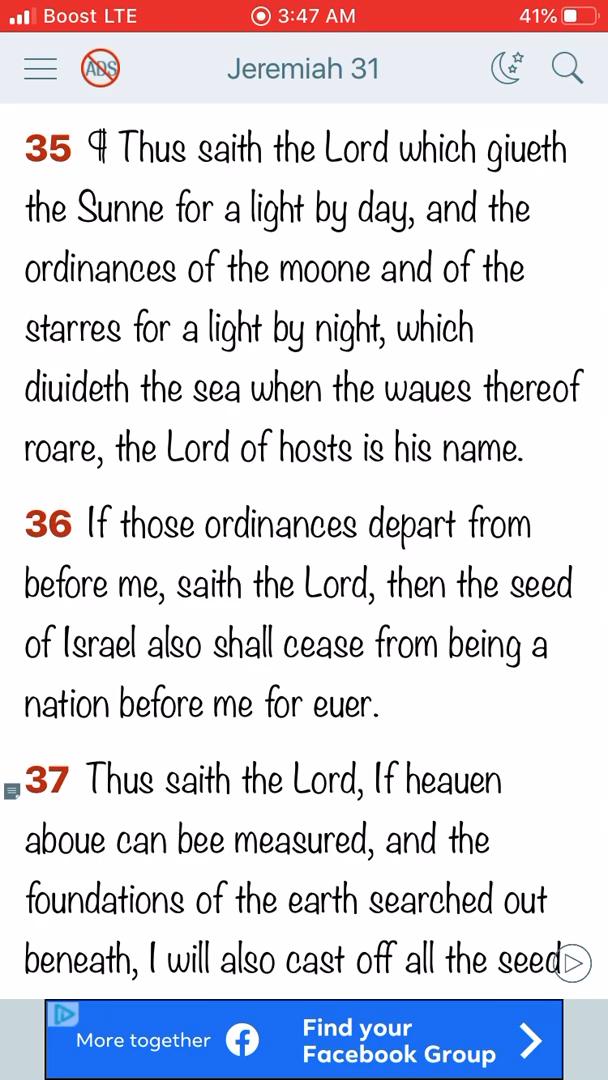 Boost LTE 3:47 AM 41%
ADS Jeremiah 31
35 ¶ Thus saith the Lord which giueth
the Sunne for a light by day, and the
ordinances of the moone and of the
starres for a light by night, which
diuideth the sea when the waues thereof
roare, the Lord of hosts is his name.
36 If those ordinances depart from
before me, saith the Lord, then the seed
of Israel also shall cease from being a
nation before me for euer.
37 Thus saith the Lord, If heauen
aboue can bee measured, and the
foundations of the earth searched out
beneath, I will also cast off all the seed
More together Find your
Facebook Group